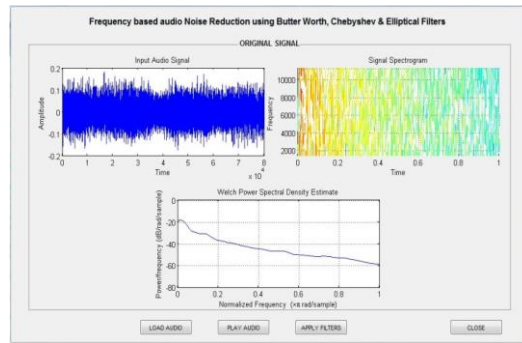 Frequency based audio Noise Reduction using Butter Worth, Chebyshev & Elliptical Filters
ORIGINAL SIGNAL
Input Audio Signal
Amplitude
0.2
0.1
0
-0.1
-0.2
0 1 2 3 4 5 6 7 8
Time
x 10^4
Signal Spectrogram
Frequency
10000
8000
6000
4000
2000
0 0.2 0.4 0.6 0.8 1
Time
Welch Power Spectral Density Estimate
Power/frequency (dB/rad/sample)
0
-20
-40
-60
-80
0 0.2 0.4 0.6 0.8 1
Normalized Frequency (×π rad/sample)
LOAD AUDIO
PLAY AUDIO
APPLY FILTERS
CLOSE